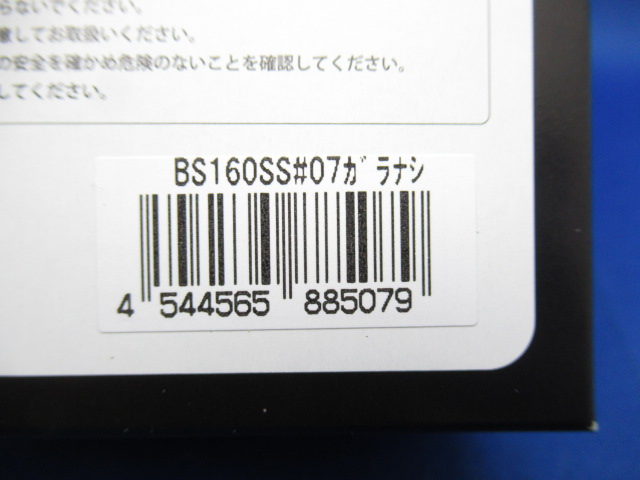 らないでください。
意してお取扱いください。
の安全を確かめ危険のないことを確認してください。
してください。
BS160SS#07ガラナシ
4 544565 885079